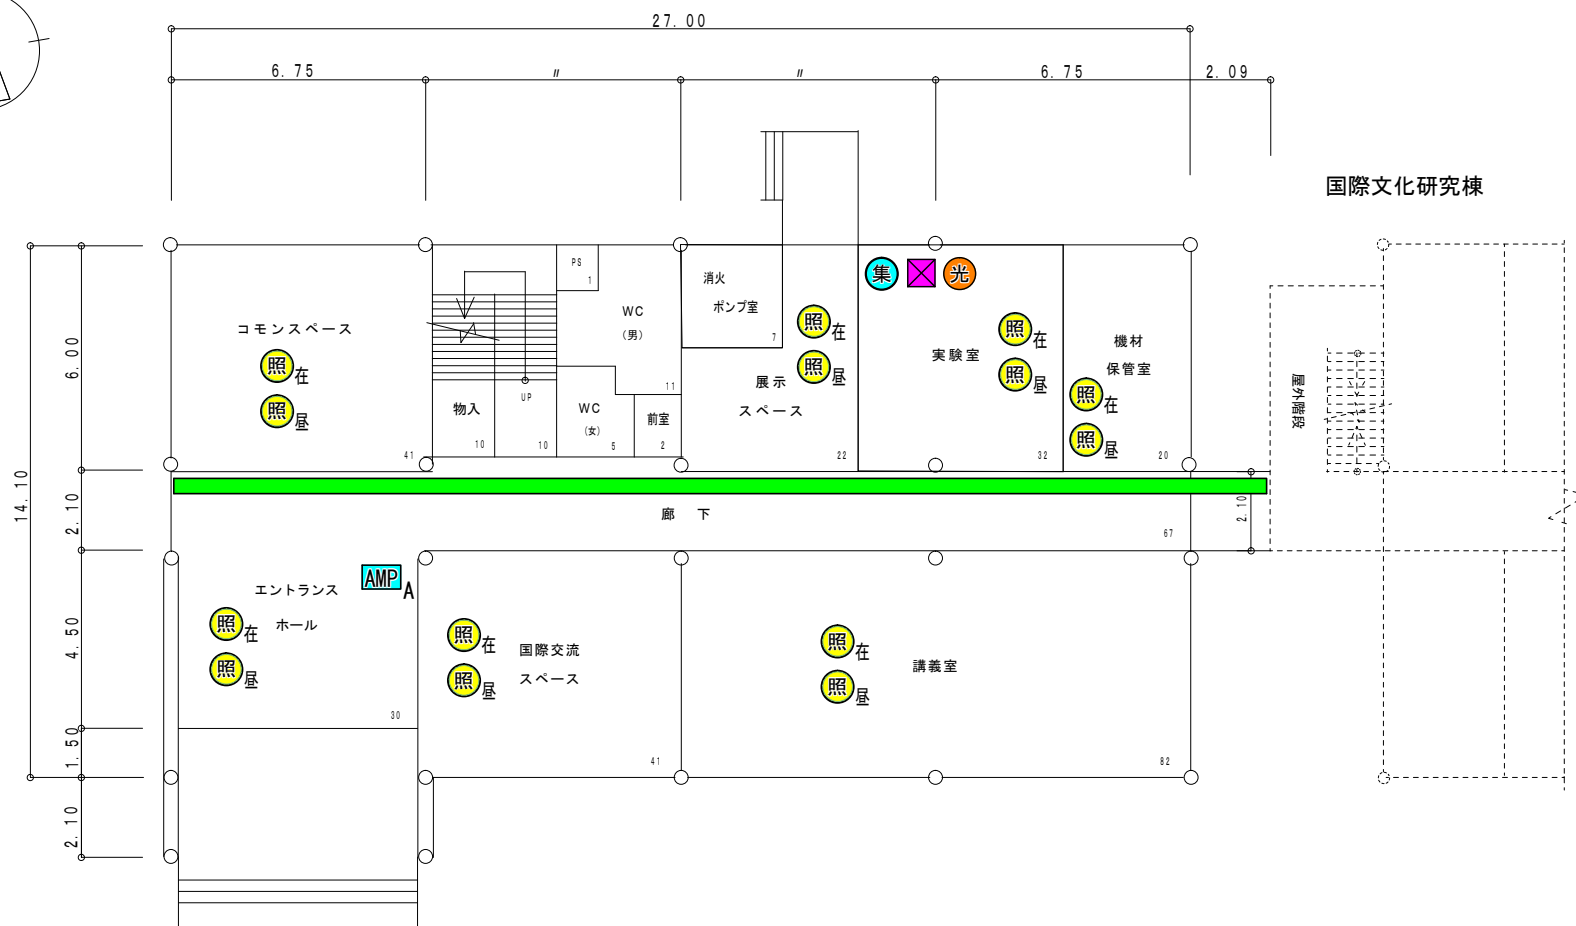 27.00
6.75
〃
〃
6.75
2.09
国際文化研究棟
PS
1
消火
ポンプ室
7
集
光
WC
(男)
11
コモンスペース
照在
照昼
41
照在
照昼
実験室
照在
照昼
機材
保管室
照在
照昼
展示
スペース
屋外階段
6.00
物入
10
UP
10
WC
(女)
5
前室
2
22
32
20
14.10
2.10
廊下
67
2.10
エントランス
ホール
AMP A
照在
照昼
30
4.50
照在
照昼
国際交流
スペース
41
照在
照昼
講義室
82
1.50
2.10